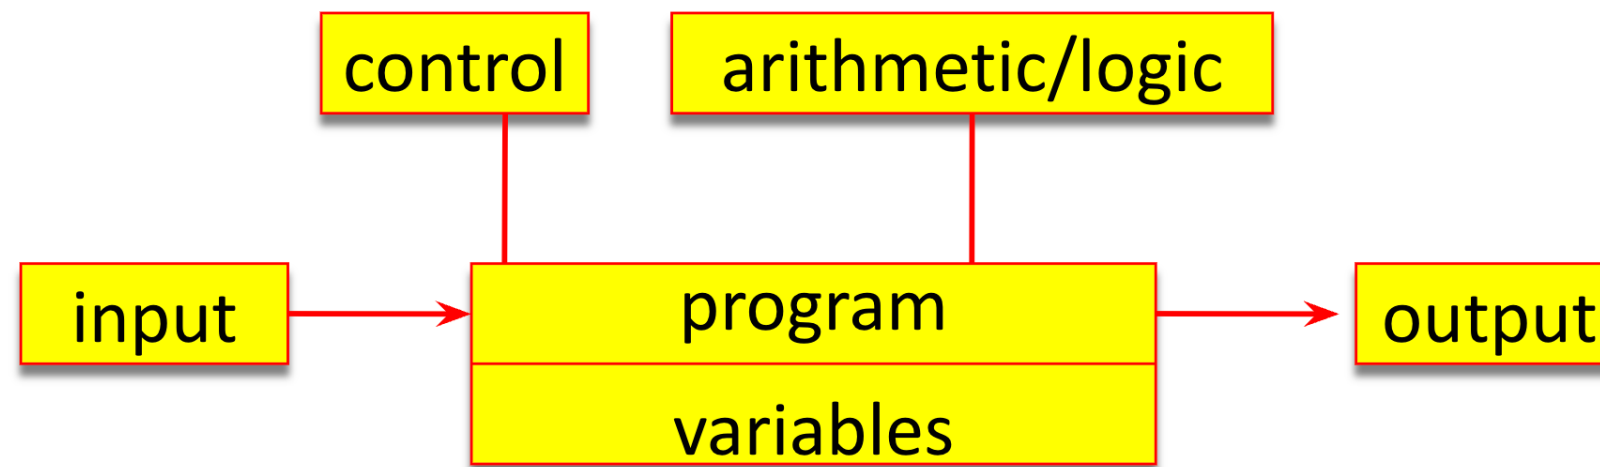 control
arithmetic/logic
input
program
output
variables